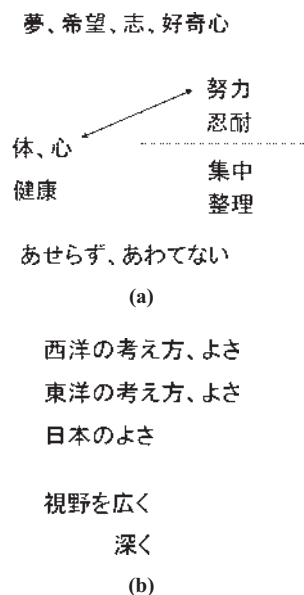 夢、希望、志、好奇心
努力
忍耐
体、心
集中
健康
整理
あせらず、あわてない
(a)
西洋の考え方、よさ
東洋の考え方、よさ
日本のよさ
視野を広く
深く
(b)